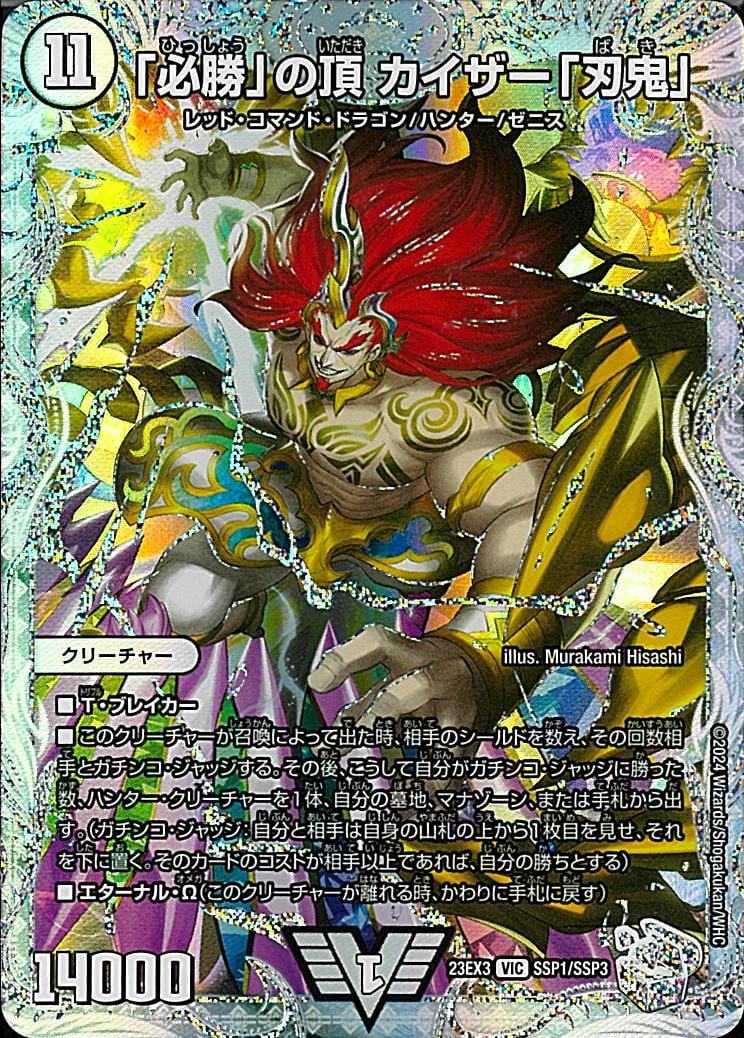 11
「必勝」の頂 カイザー「刃鬼」
ひっしょう いただき ばき
レッド・コマンド・ドラゴン/ハンター/ゼニス
クリーチャー
illus. Murakami Hisashi
■T・ブレイカー
■このクリーチャーが召喚によって出た時、相手のシールドを数え、その回数相
手とガチンコ・ジャッジする。その後、こうして自分がガチンコ・ジャッジに勝った
数、ハンター・クリーチャーを1体、自分の墓地、マナゾーン、または手札から出
す。(ガチンコ・ジャッジ:自分と相手は自身の山札の上から1枚目を見せ、それ
を下に置く。そのカードのコストが相手以上であれば、自分の勝ちとする)
■エターナル・Ω(このクリーチャーが離れる時、かわりに手札に戻す)
14000
23EX3 VIC SSP1/SSP3
©2024 Wizards/Shogakukan/WHC